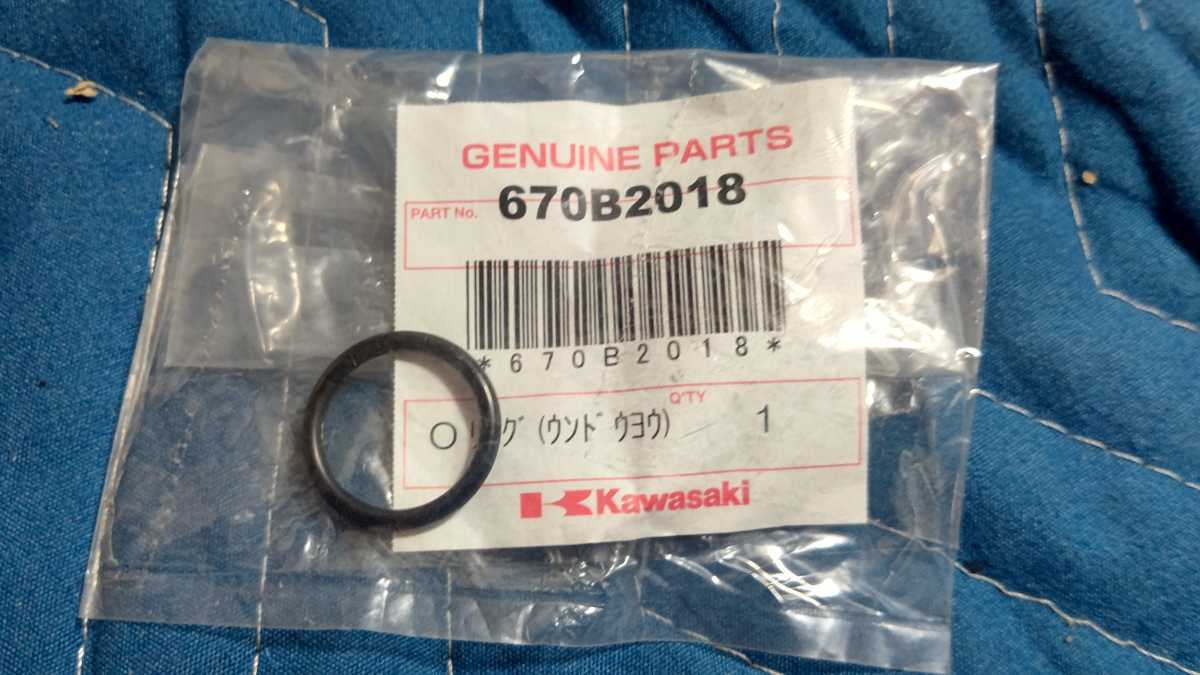 GENUINE PARTS
PART No. 670B2018
*670B2018*
Q'TY
Oリング(ウンドウヨウ) 1
Kawasaki